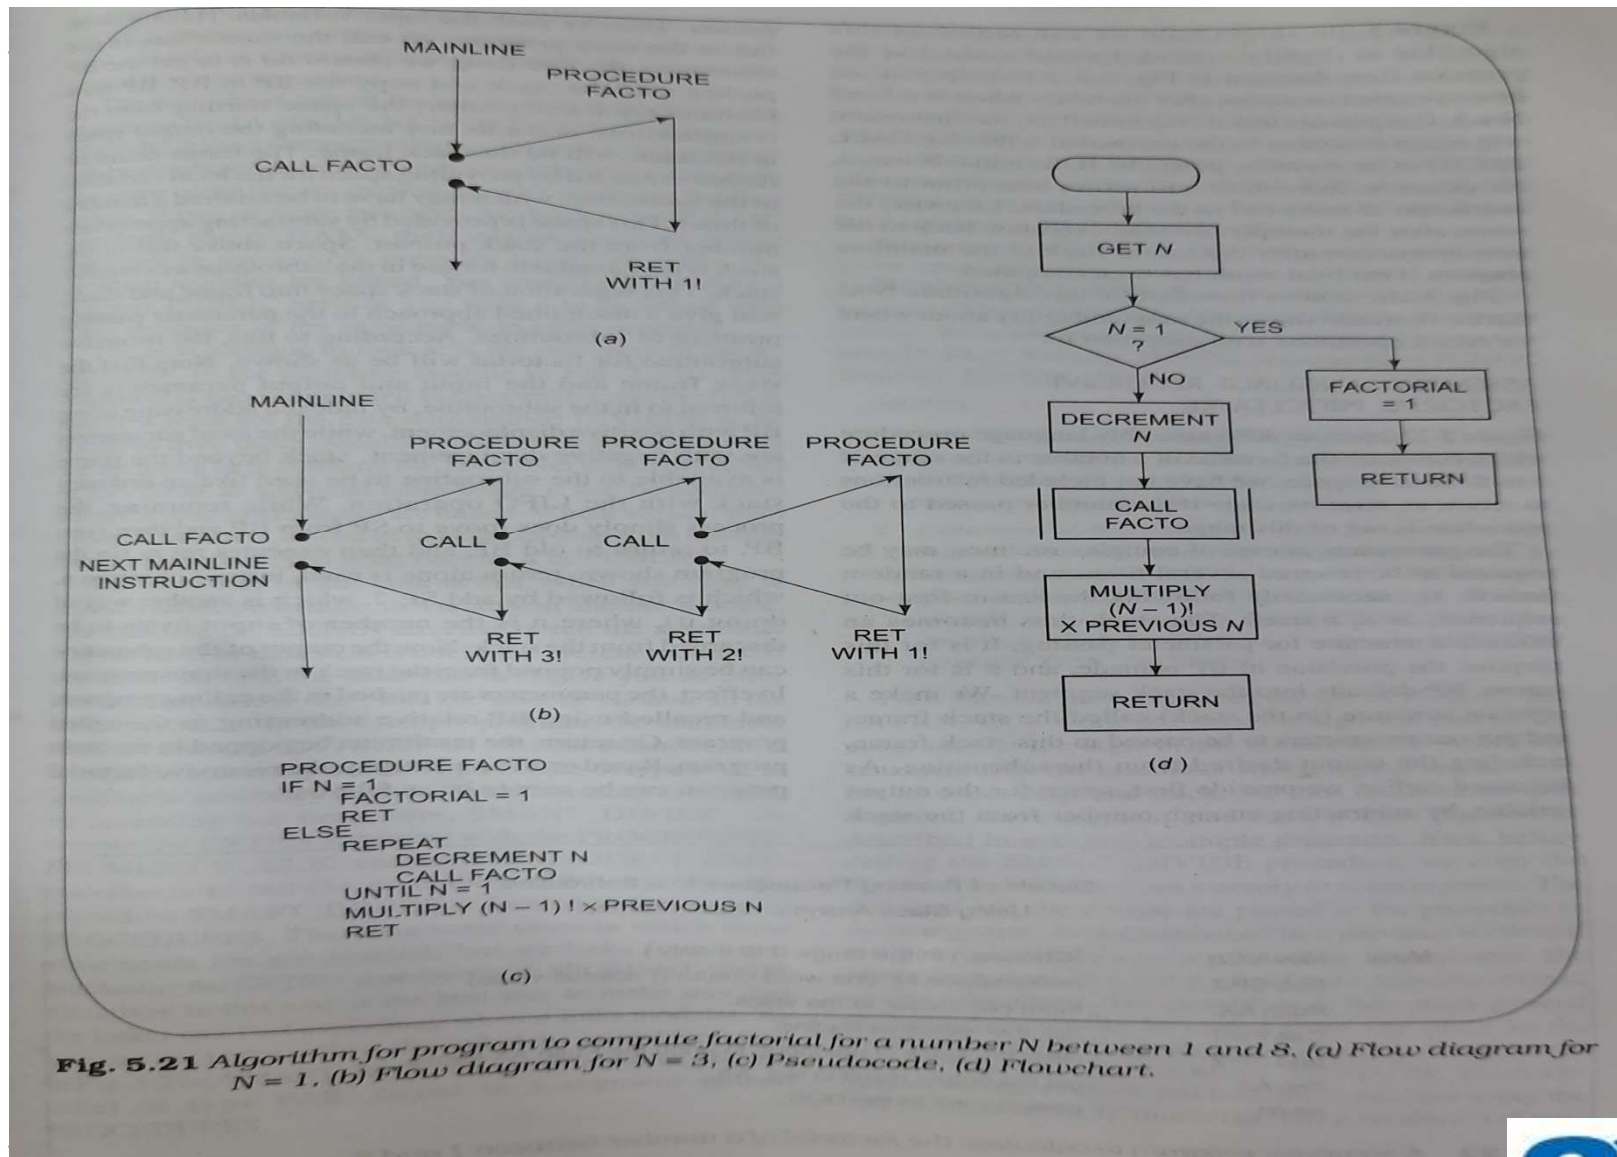 MAINLINE
PROCEDURE
FACTO
CALL FACTO
RET
WITH 1!
(a)
MAINLINE
PROCEDURE
FACTO
PROCEDURE
FACTO
PROCEDURE
FACTO
CALL FACTO
CALL
CALL
NEXT MAINLINE
INSTRUCTION
RET
WITH 3!
RET
WITH 2!
RET
WITH 1!
(b)
PROCEDURE FACTO
IF N = 1
FACTORIAL = 1
RET
ELSE
REPEAT
DECREMENT N
CALL FACTO
UNTIL N = 1
MULTIPLY (N – 1) ! × PREVIOUS N
RET
(c)
GET N
N = 1
?
YES
NO
FACTORIAL
= 1
RETURN
DECREMENT
N
CALL
FACTO
MULTIPLY
(N – 1)!
X PREVIOUS N
RETURN
(d )
Fig. 5.21 Algorithm for program to compute factorial for a number N between 1 and 8. (a) Flow diagram for
N = 1, (b) Flow diagram for N = 3, (c) Pseudocode, (d) Flowchart.